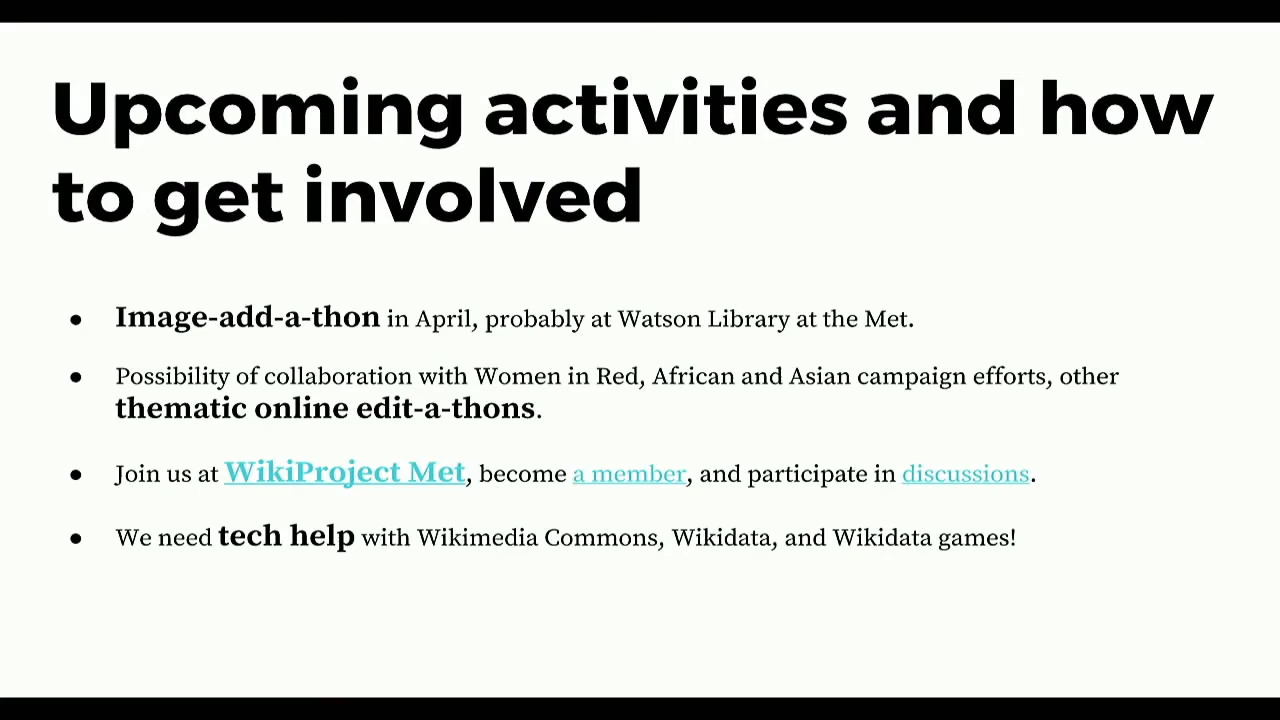 Upcoming activities and how
to get involved
● Image-add-a-thon in April, probably at Watson Library at the Met.
● Possibility of collaboration with Women in Red, African and Asian campaign efforts, other
thematic online edit-a-thons.
● Join us at WikiProject Met, become a member, and participate in discussions.
● We need tech help with Wikimedia Commons, Wikidata, and Wikidata games!